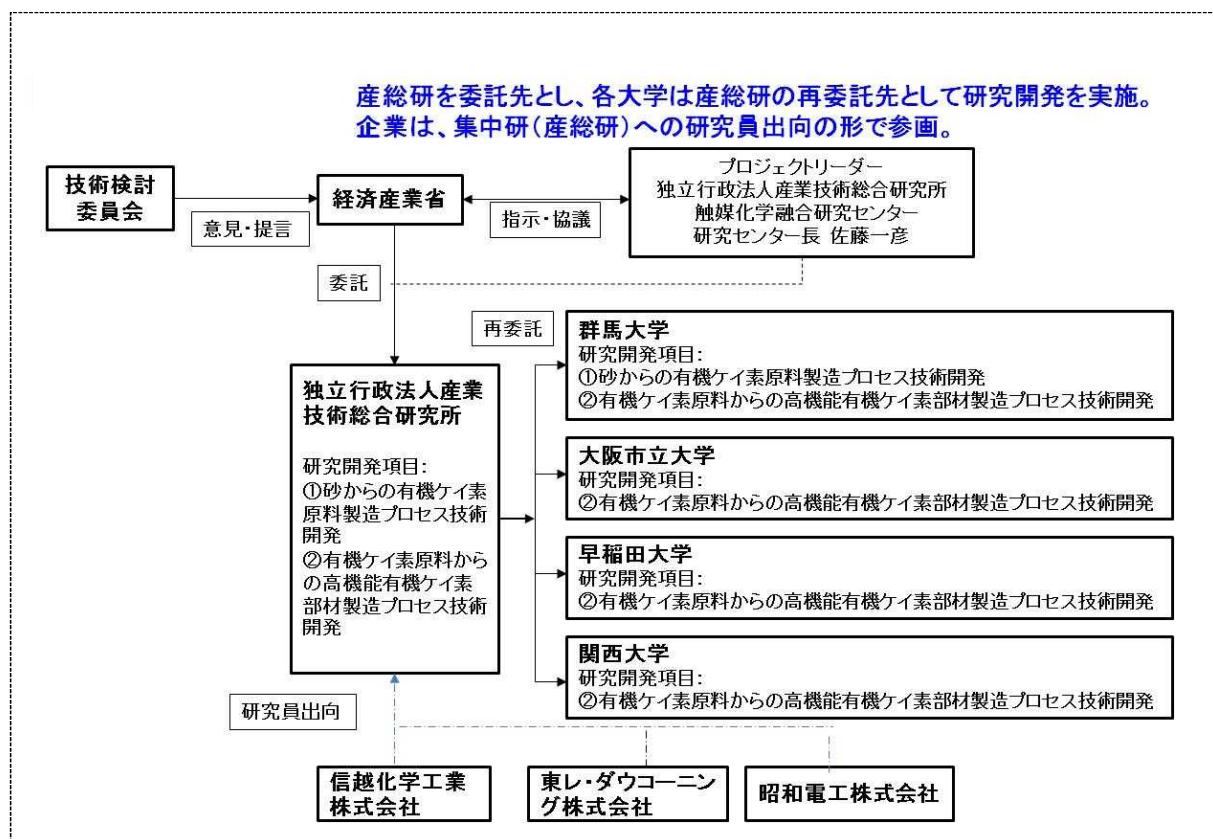 産総研を委託先とし、各大学は産総研の再委託先として研究開発を実施。
企業は、集中研(産総研)への研究員出向の形で参画。
技術検討
委員会
意見・提言
経済産業省
指示・協議
プロジェクトリーダー
独立行政法人産業技術総合研究所
触媒化学融合研究センター
研究センター長 佐藤一彦
委託
再委託
独立行政法人産業
技術総合研究所
研究開発項目:
①砂からの有機ケイ素
原料製造プロセス技術
開発
②有機ケイ素原料から
の高機能有機ケイ素
部材製造プロセス技術
開発
群馬大学
研究開発項目:
①砂からの有機ケイ素原料製造プロセス技術開発
②有機ケイ素原料からの高機能有機ケイ素部材製造プロセス技術開発
大阪市立大学
研究開発項目:
②有機ケイ素原料からの高機能有機ケイ素部材製造プロセス技術開発
早稲田大学
研究開発項目:
②有機ケイ素原料からの高機能有機ケイ素部材製造プロセス技術開発
関西大学
研究開発項目:
②有機ケイ素原料からの高機能有機ケイ素部材製造プロセス技術開発
研究員出向
信越化学工業
株式会社
東レ・ダウコーニン
グ株式会社
昭和電工株式会社